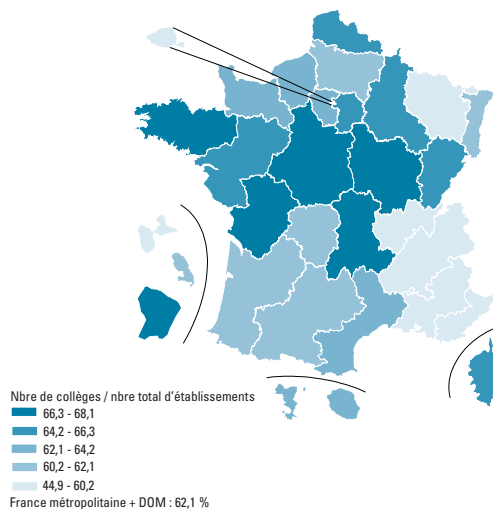 Nbre de collèges / nbre total d'établissements
66,3 - 68,1
64,2 - 66,3
62,1 - 64,2
60,2 - 62,1
44,9 - 60,2
France métropolitaine + DOM : 62,1 %